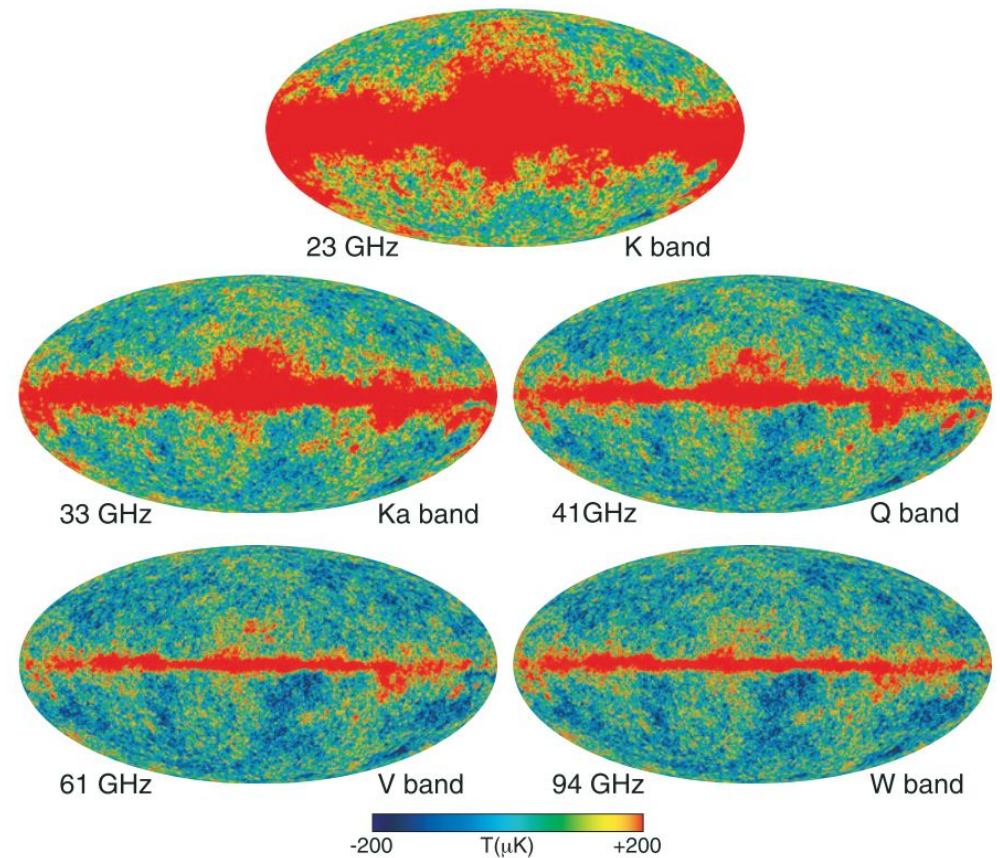 23 GHz K band
33 GHz Ka band
41GHz Q band
61 GHz V band
94 GHz W band
-200 T(μK) +200